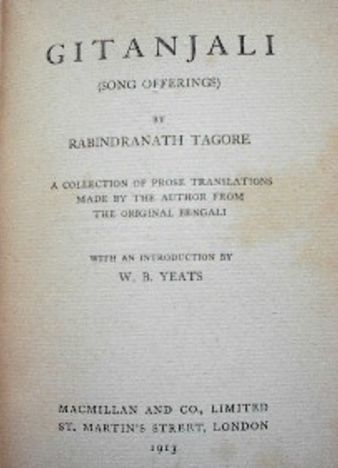 GITANJALI
(SONG OFFERINGS)
BY
RABINDRANATH TAGORE
A COLLECTION OF PROSE TRANSLATIONS
MADE BY THE AUTHOR FROM
THE ORIGINAL BENGALI
WITH AN INTRODUCTION BY
W. B. YEATS
MACMILLAN AND CO., LIMITED
ST. MARTIN'S STREET, LONDON
1913